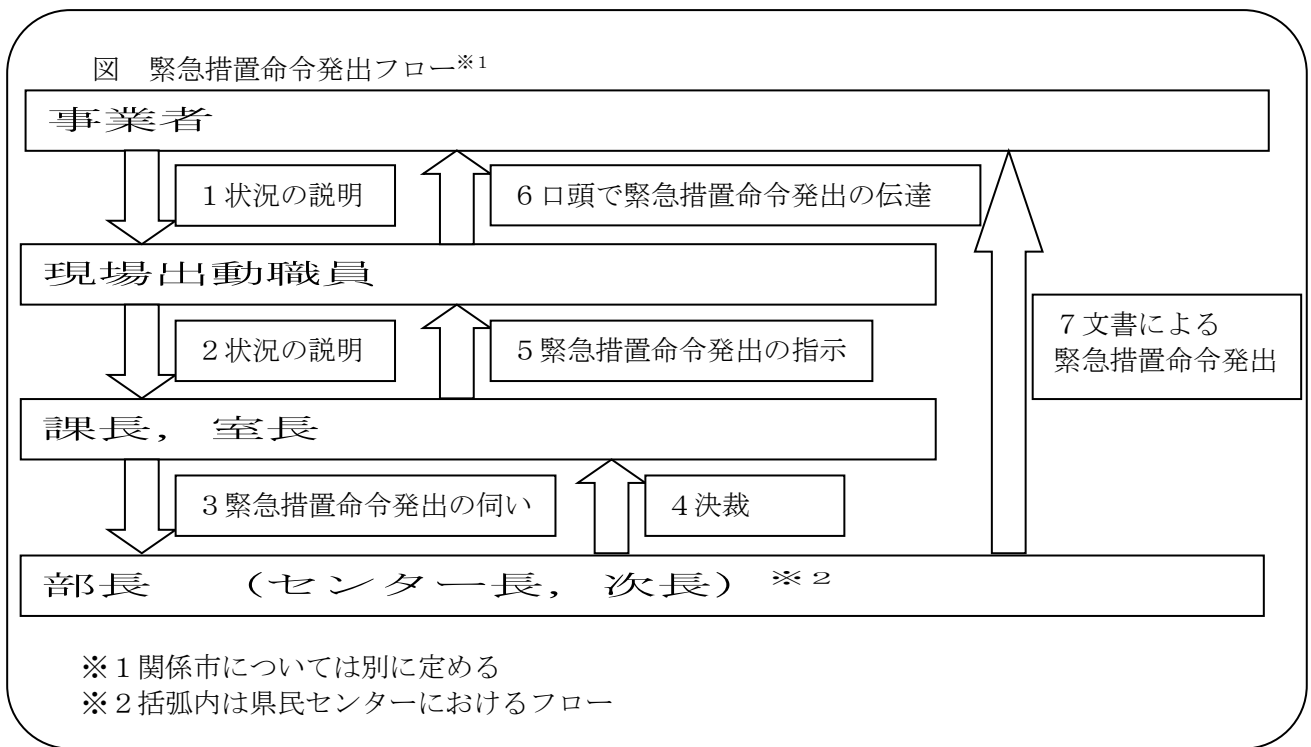 図　緊急措置命令発出フロー※1
事業者
1状況の説明
6口頭で緊急措置命令発出の伝達
現場出動職員
2状況の説明
5緊急措置命令発出の指示
7文書による
緊急措置命令発出
課長，室長
3緊急措置命令発出の伺い
4決裁
部長　（センター長，次長）※2
※1関係市については別に定める
※2括弧内は県民センターにおけるフロー